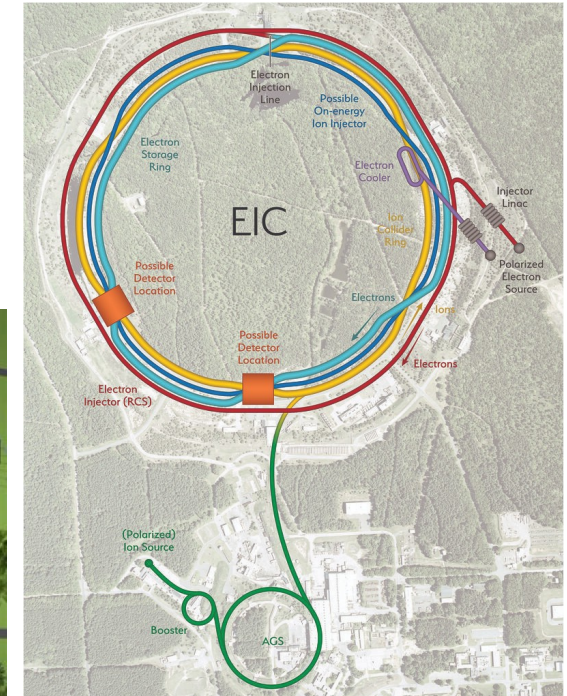 Electron
Injection
Line
Possible
On-energy
Ion Injector
Electron
Storage
Ring
Electron
Cooler
Injector
Linac
EIC
Ion
Collider
Ring
Polarized
Electron
Source
Possible
Detector
Location
Electrons
Ions
Possible
Detector
Location
Electrons
Electron
Injector (RCS)
(Polarized)
Ion Source
Booster
AGS